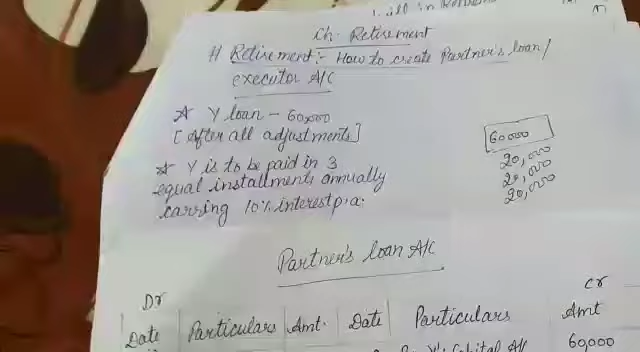 Ch. Retirement
# Retirement:- How to create Partner's loan/
executor A/C
* Y loan - 60,000
[After all adjustments]
60000
20,000
20,000
20,000
* Y is to be paid in 3
equal installments annually
carring 10% interest p.a.
Partner's loan A/C
Dr
Cr
Date Particulars Amt. Date Particulars Amt
Y's Capital A/c 60,000